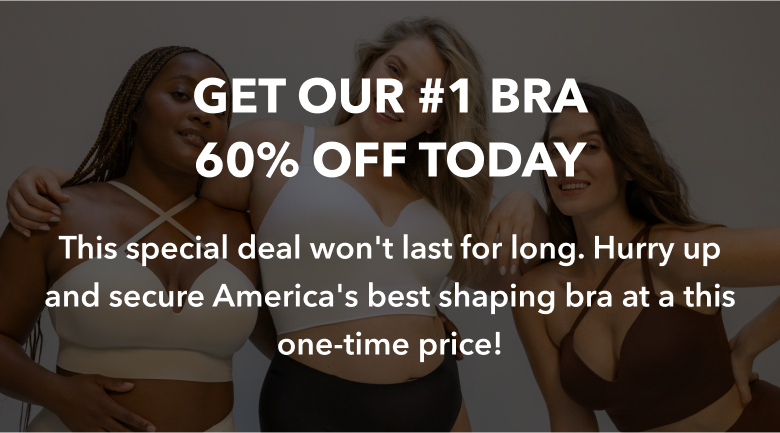 GET OUR #1 BRA
60% OFF TODAY
This special deal won't last for long. Hurry up
and secure America's best shaping bra at a this
one-time price!